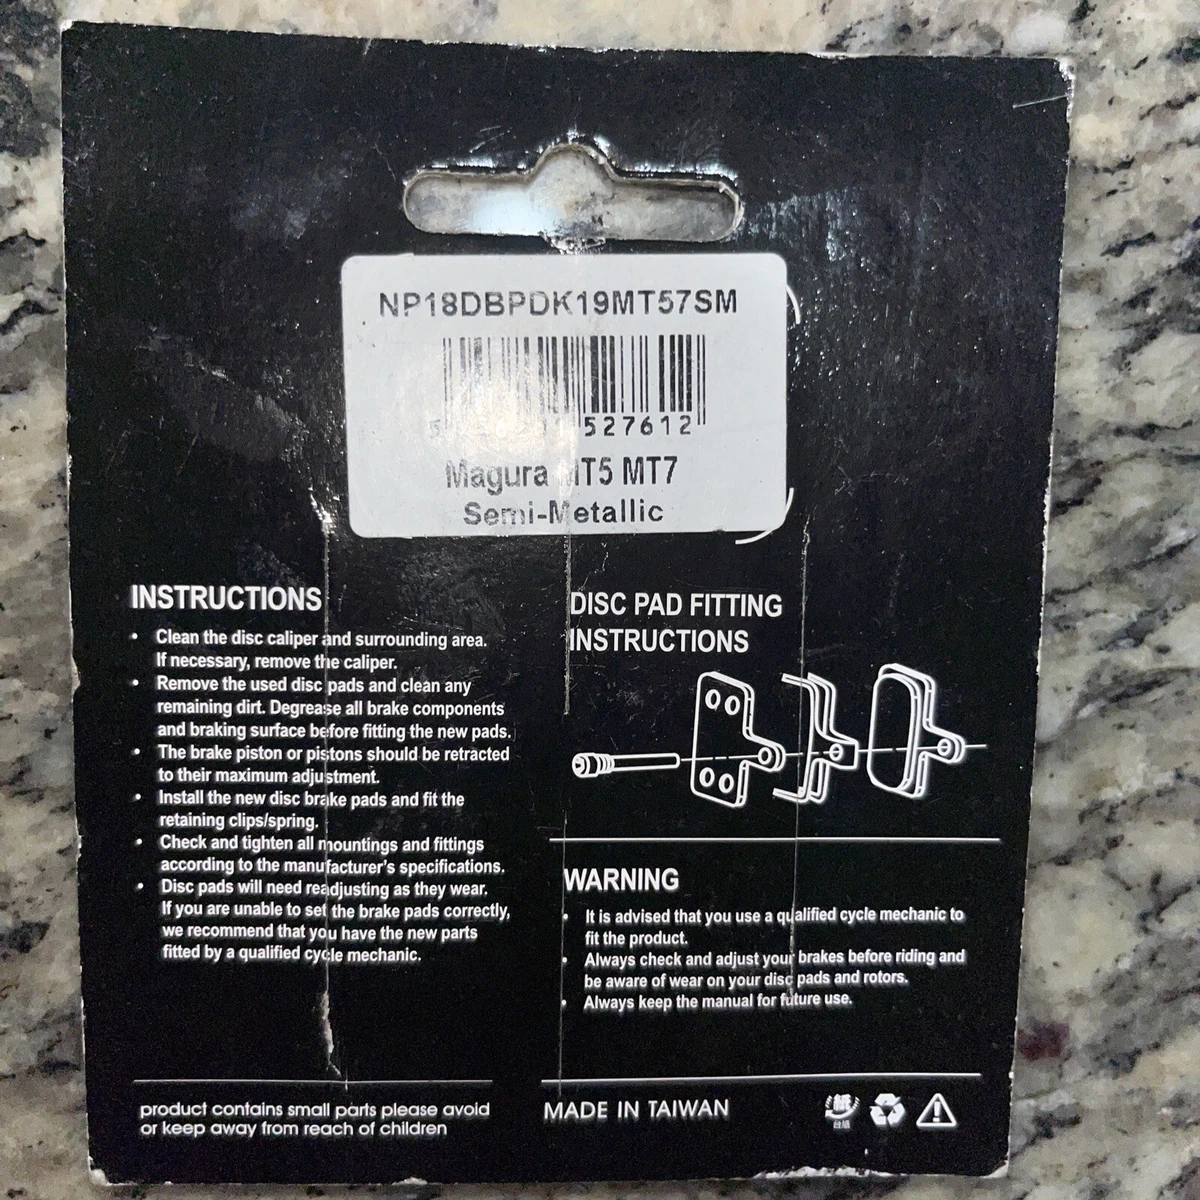 NP18DBPDK19MT57SM
527612
Magura MT5 MT7
Semi-Metallic
INSTRUCTIONS
• Clean the disc caliper and surrounding area.
If necessary, remove the caliper.
• Remove the used disc pads and clean any
remaining dirt. Degrease all brake components
and braking surface before fitting the new pads.
• The brake piston or pistons should be retracted
to their maximum adjustment.
• Install the new disc brake pads and fit the
retaining clips/spring.
• Check and tighten all mountings and fittings
according to the manufacturer's specifications.
• Disc pads will need readjusting as they wear.
If you are unable to set the brake pads correctly,
we recommend that you have the new parts
fitted by a qualified cycle mechanic.
DISC PAD FITTING
INSTRUCTIONS
WARNING
• It is advised that you use a qualified cycle mechanic to
fit the product.
• Always check and adjust your brakes before riding and
be aware of wear on your disc pads and rotors.
• Always keep the manual for future use.
product contains small parts please avoid
or keep away from reach of children
MADE IN TAIWAN